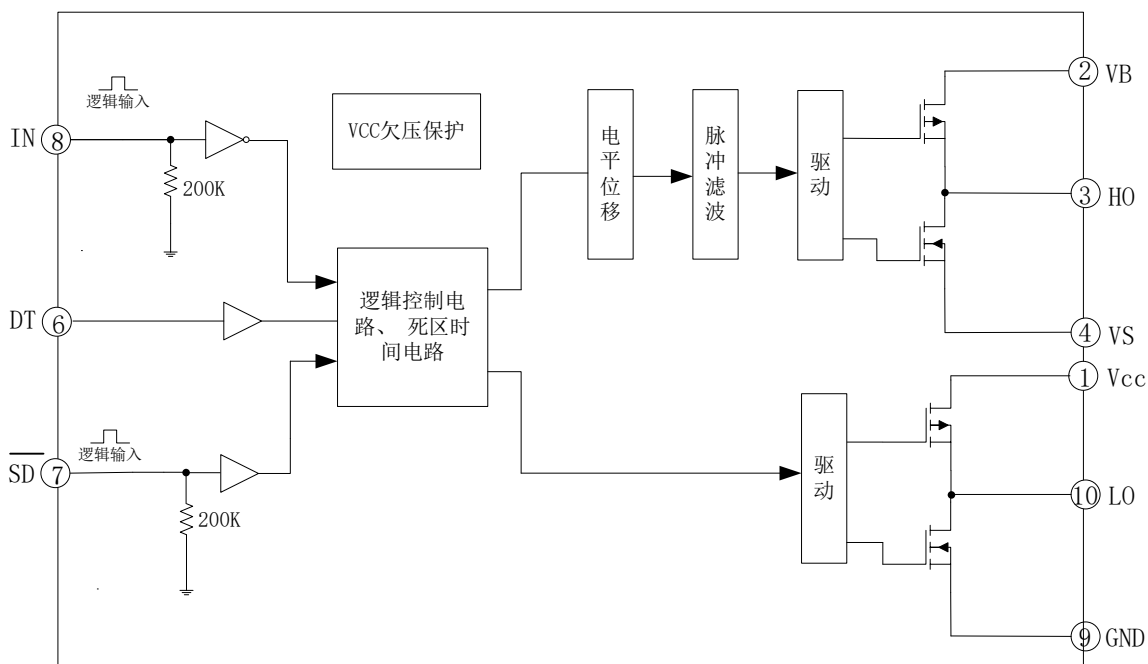 逻辑输入
IN
8
200K
VCC欠压保护
电平位移
脉冲滤波
驱动
2
VB
3
HO
4
VS
DT
6
逻辑控制电
路、 死区时
间电路
1
Vcc
逻辑输入
SD
7
200K
驱动
10
LO
9
GND